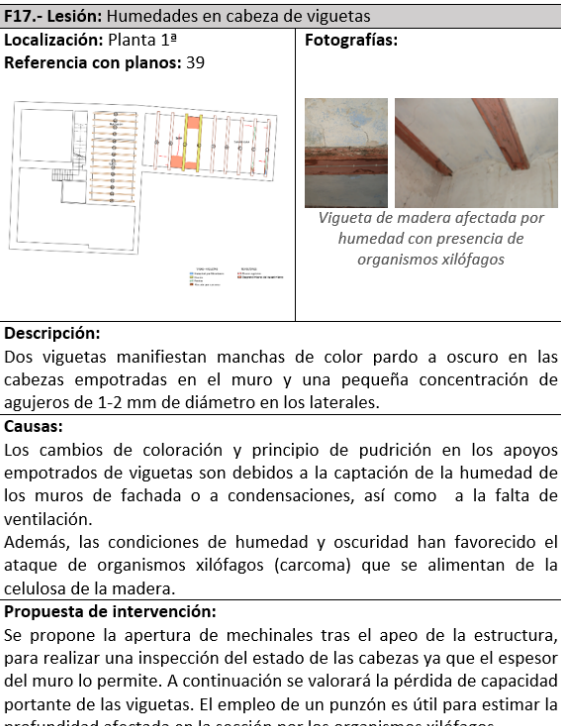 F17.- Lesión: Humedades en cabeza de viguetas
Localización: Planta 1ª
Referencia con planos: 39
Fotografías:
Vigueta de madera afectada por
humedad con presencia de
organismos xilófagos
Descripción:
Dos viguetas manifiestan manchas de color pardo a oscuro en las
cabezas empotradas en el muro y una pequeña concentración de
agujeros de 1-2 mm de diámetro en los laterales.
Causas:
Los cambios de coloración y principio de pudrición en los apoyos
empotrados de viguetas son debidos a la captación de la humedad de
los muros de fachada o a condensaciones, así como a la falta de
ventilación.
Además, las condiciones de humedad y oscuridad han favorecido el
ataque de organismos xilófagos (carcoma) que se alimentan de la
celulosa de la madera.
Propuesta de intervención:
Se propone la apertura de mechinales tras el apeo de la estructura,
para realizar una inspección del estado de las cabezas ya que el espesor
del muro lo permite. A continuación se valorará la pérdida de capacidad
portante de las viguetas. El empleo de un punzón es útil para estimar la
profundidad afectada en la sección por los organismos xilófagos